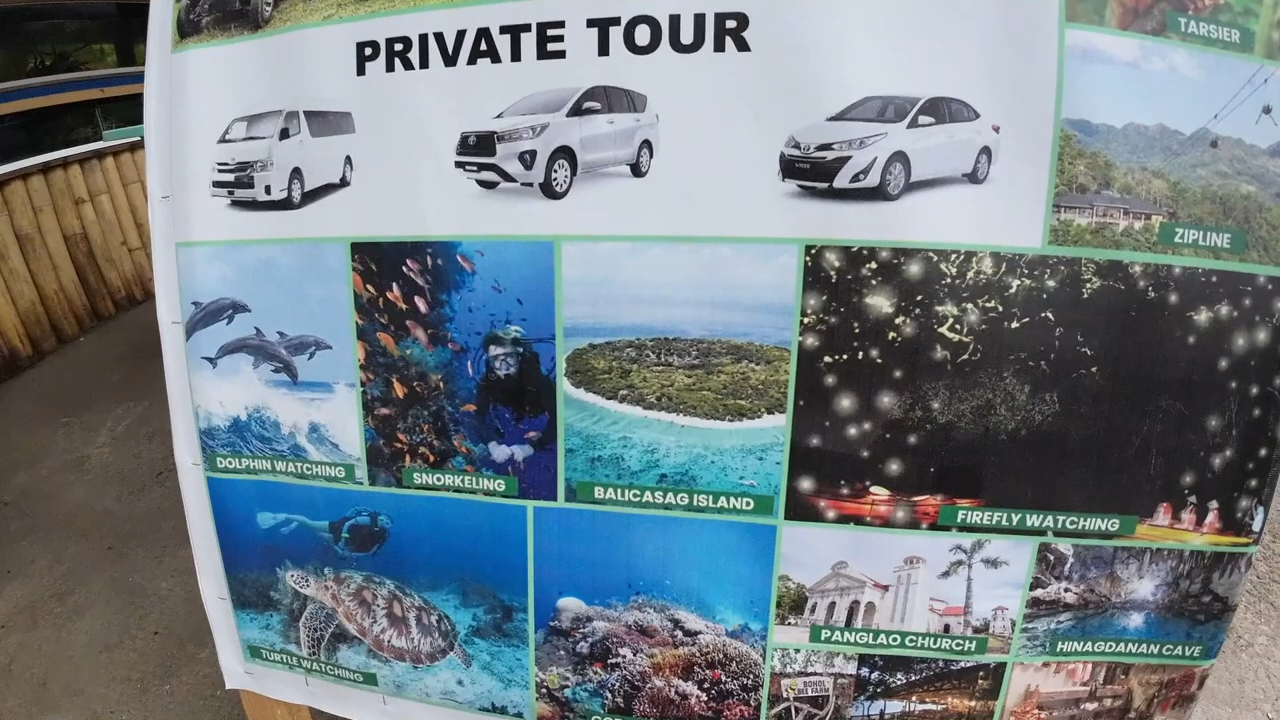 PRIVATE TOUR
TARSIER
ZIPLINE
DOLPHIN WATCHING
SNORKELING
BALICASAG ISLAND
FIREFLY WATCHING
TURTLE WATCHING
PANGLAO CHURCH
HINAGDANAN CAVE
BOHOL
BEE FARM